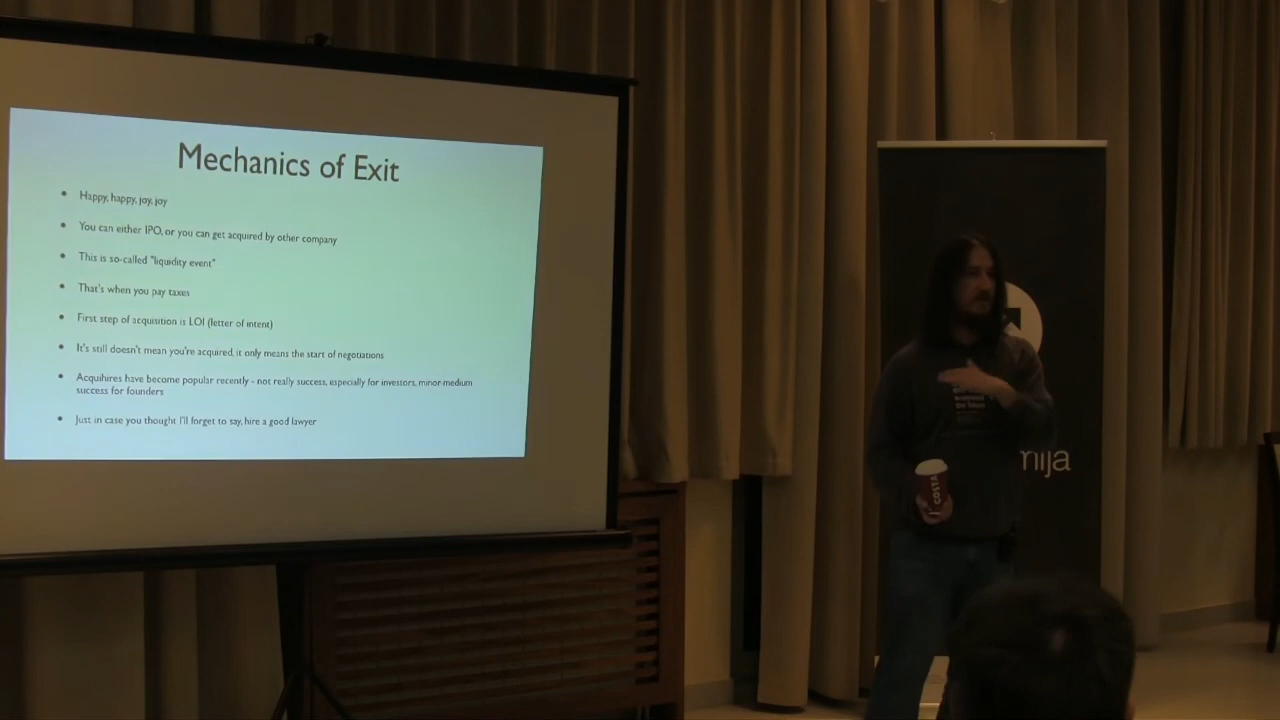 Mechanics of Exit
Happy, happy, joy, joy
You can either IPO, or you can get acquired by other company
This is so-called "liquidity event"
That's when you pay taxes
First step of acquisition is LOI (letter of intent)
It's still doesn't mean you're acquired, it only means the start of negotiations
Acquihires have become popular recently - not really success, especially for investors, minor-medium
success for founders
Just in case you thought I'll forget to say, hire a good lawyer
COSTA
mija